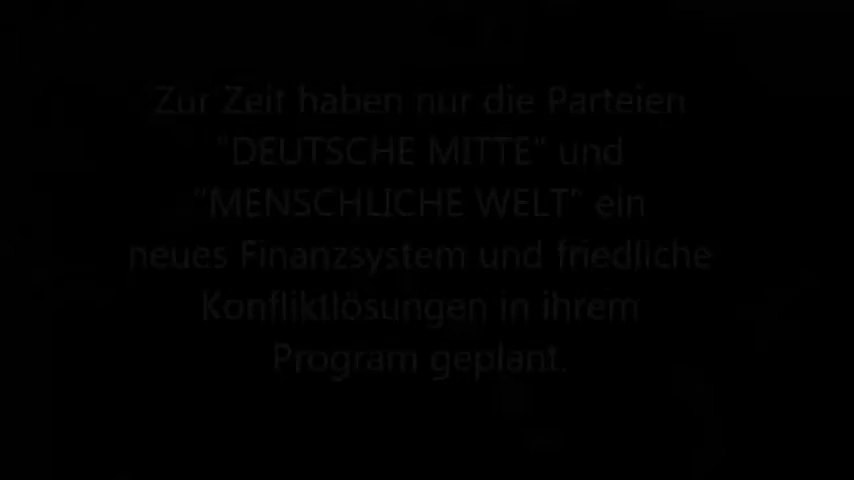 Zur Zeit haben nur die Parteien
"DEUTSCHE MITTE" und
"MENSCHLICHE WELT" ein
neues Finanzsystem und friedliche
Konfliktlösungen in ihrem
Program geplant.